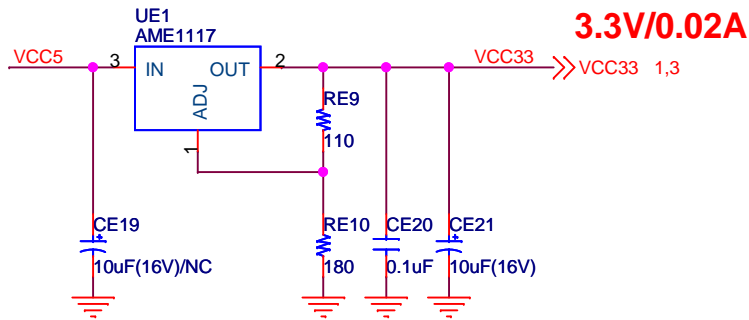 UE1
AME1117
3.3V/0.02A
VCC5
3
IN
OUT
2
VCC33
VCC33 1,3
ADJ
1
RE9
110
CE19
10uF(16V)/NC
RE10
180
CE20
0.1uF
CE21
10uF(16V)